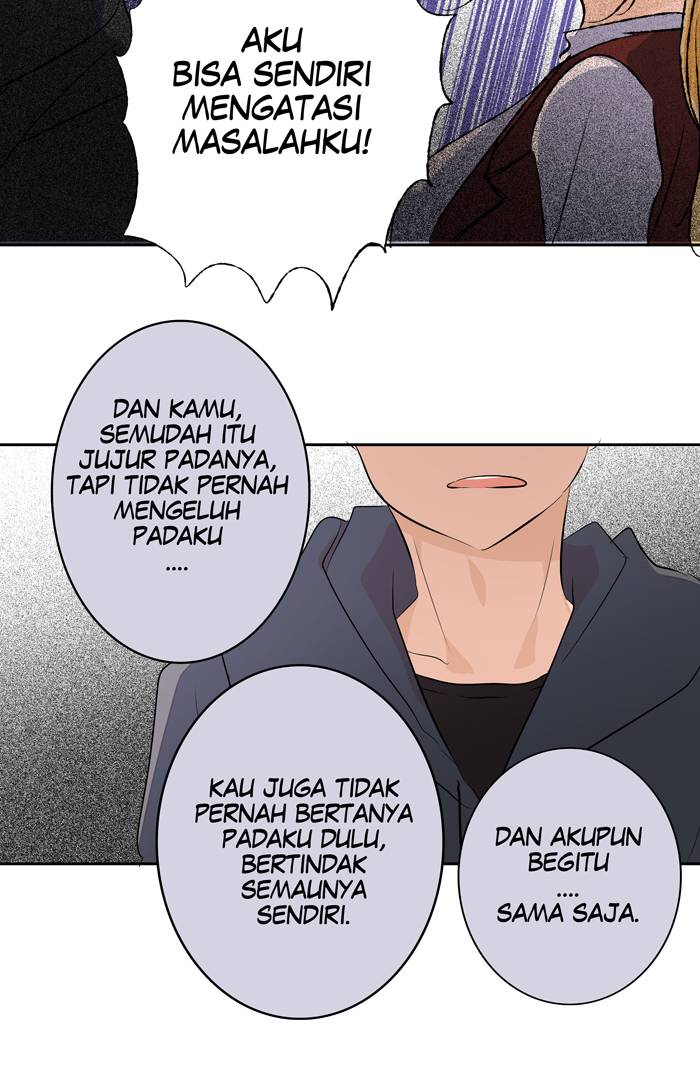 AKU
BISA SENDIRI
MENGATASI
MASALAHKU!
DAN KAMU,
SEMUDAH ITU
JUJUR PADANYA,
TAPI TIDAK PERNAH
MENGELUH
PADAKU
....
KAU JUGA TIDAK
PERNAH BERTANYA
PADAKU DULU,
BERTINDAK
SEMAUNYA
SENDIRI.
DAN AKUPUN
BEGITU
....
SAMA SAJA.